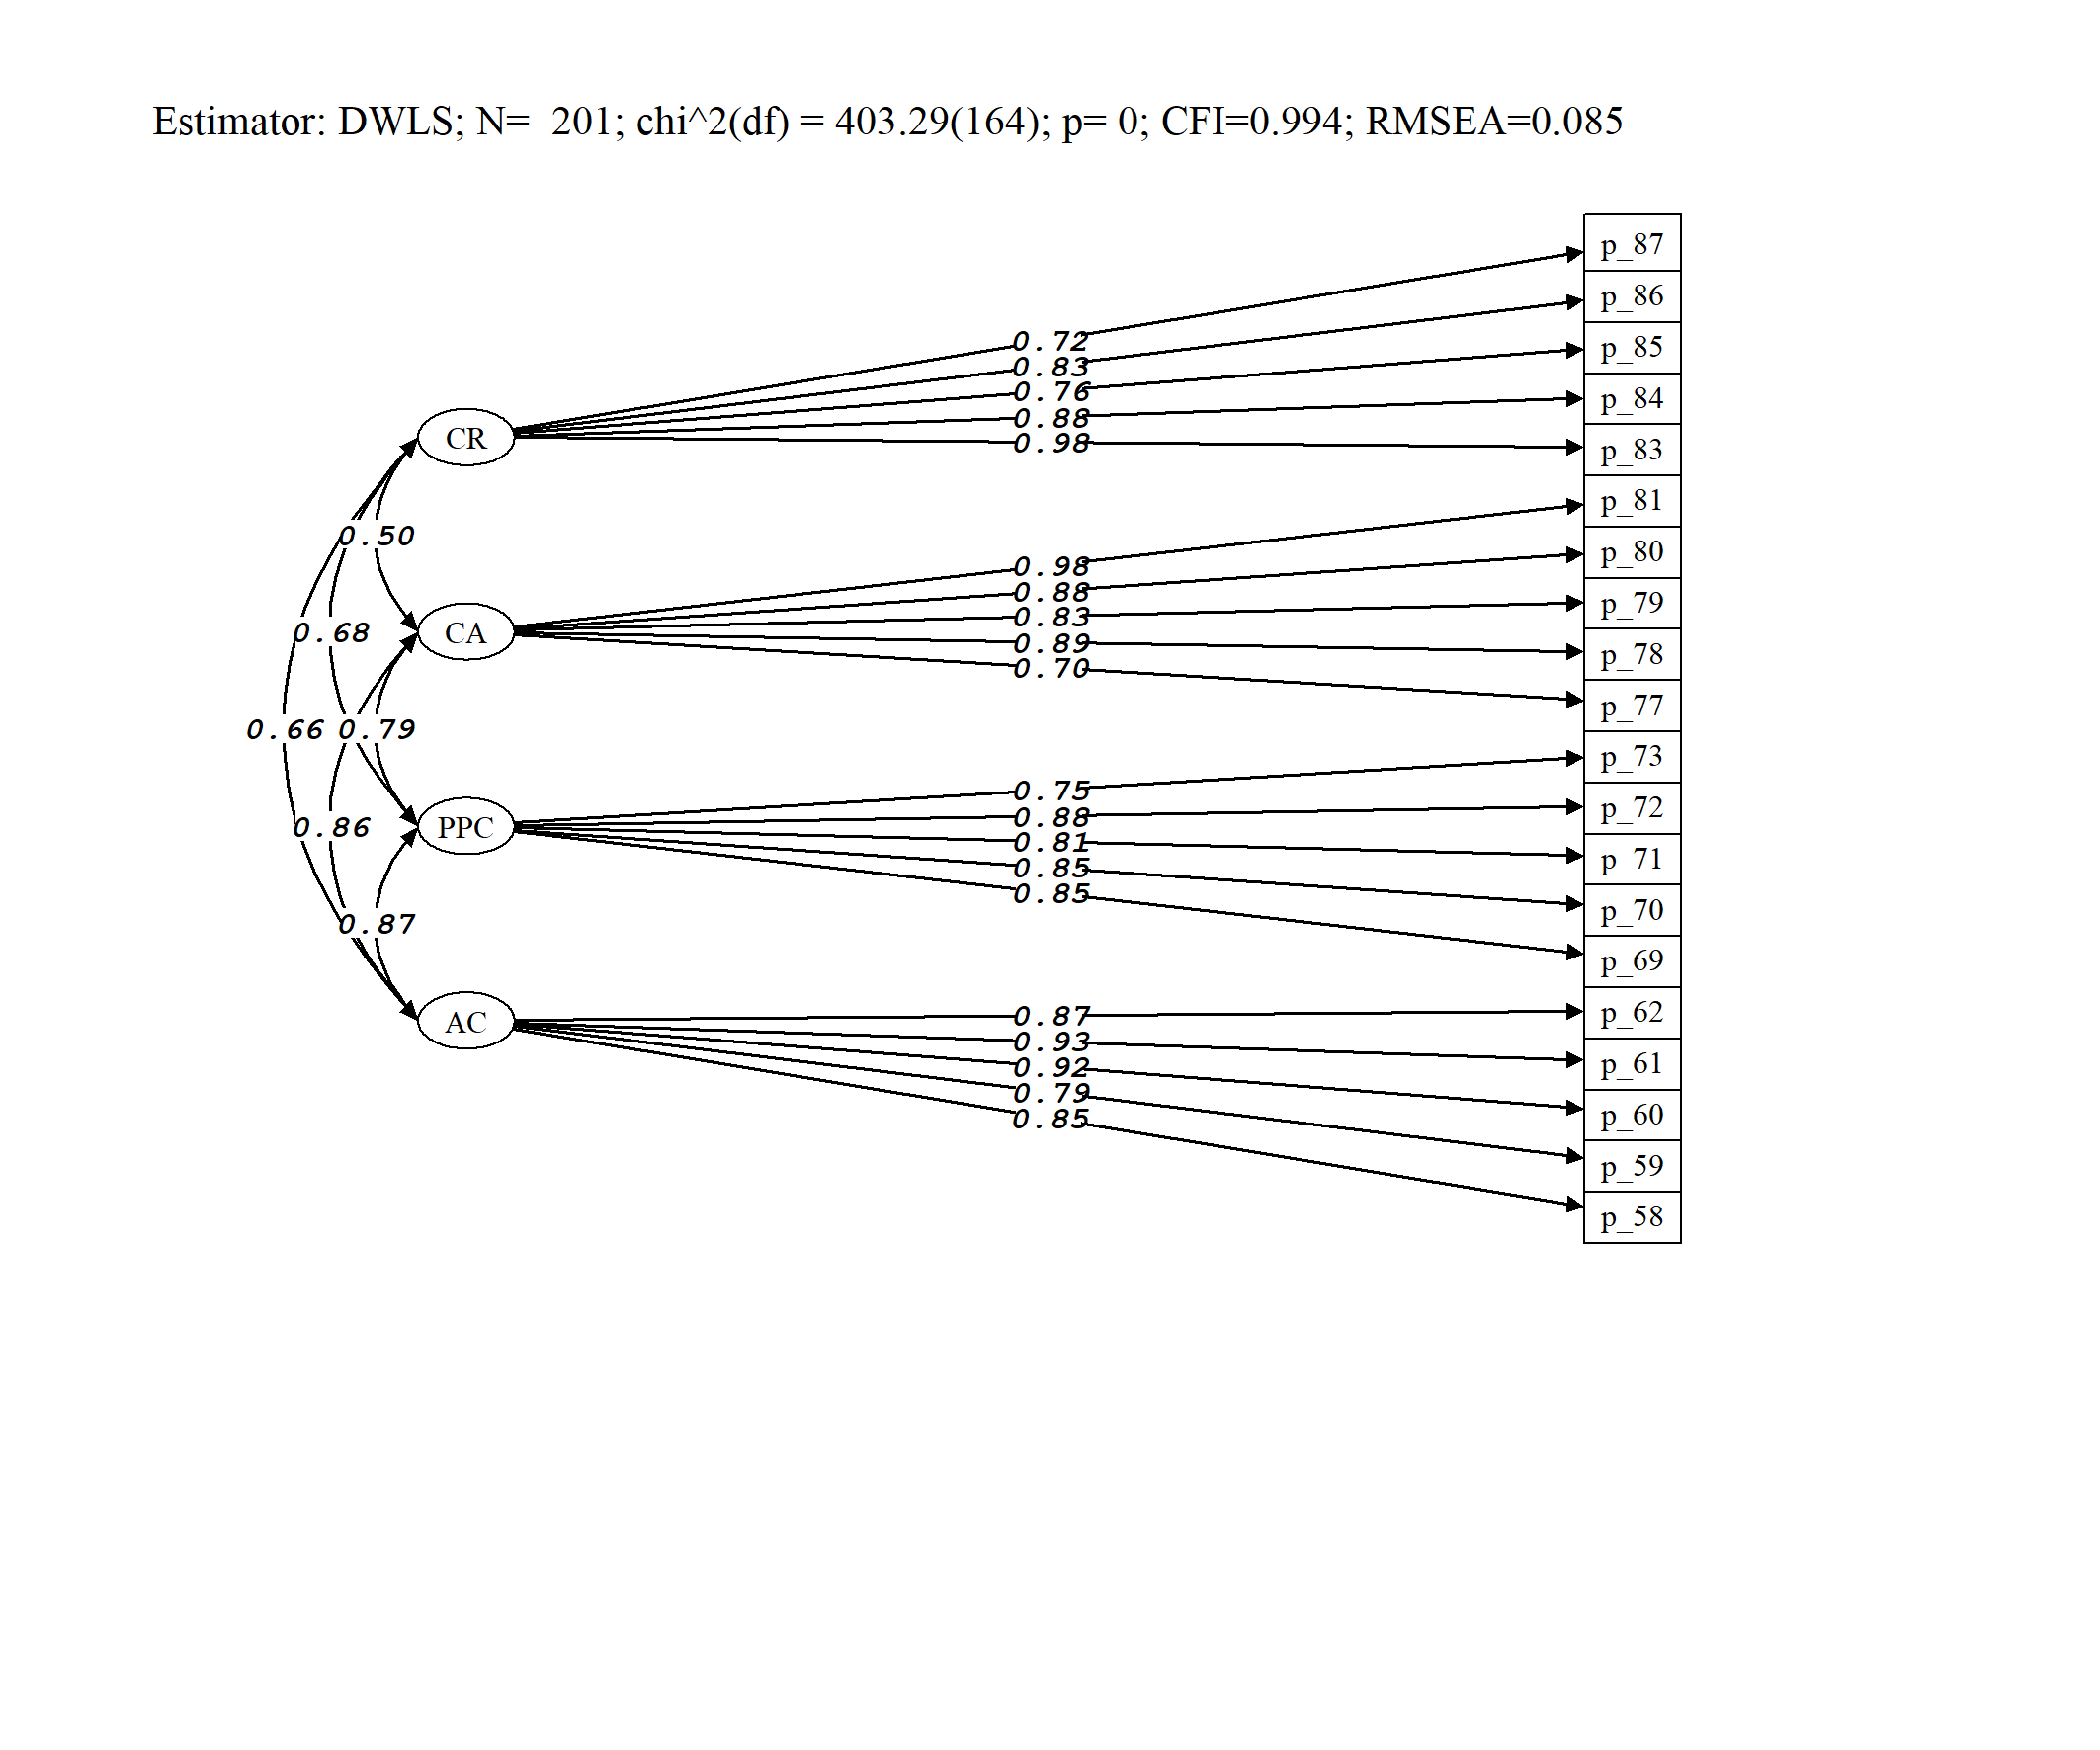 Estimator: DWLS; N=  201; chi^2(df) = 403.29(164); p= 0; CFI=0.994; RMSEA=0.085
p_87
p_86
p_85
p_84
p_83
p_81
p_80
p_79
p_78
p_77
p_73
p_72
p_71
p_70
p_69
p_62
p_61
p_60
p_59
p_58
0.72
0.83
0.76
0.88
0.98
0.98
0.88
0.83
0.89
0.70
0.75
0.88
0.81
0.85
0.85
0.87
0.93
0.92
0.79
0.85
CR
CA
PPC
AC
0.50
0.68
0.66 0.79
0.86
0.87